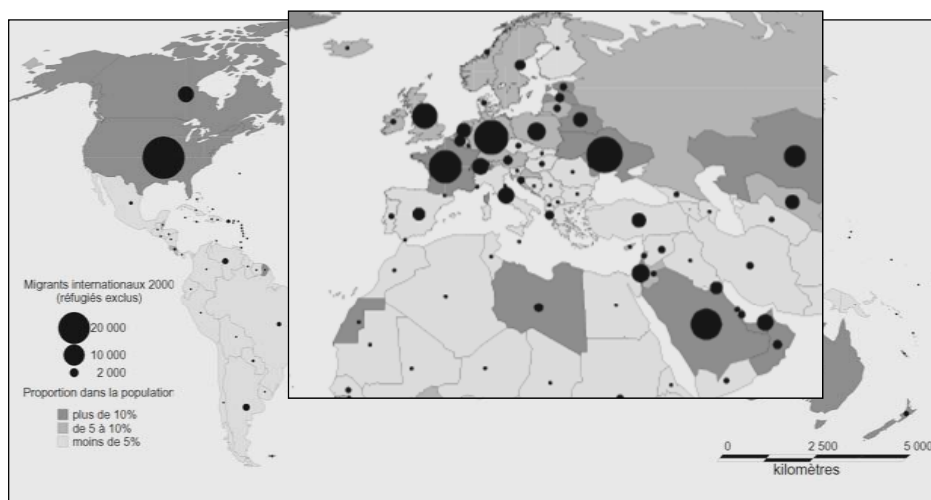 Migrants internationaux 2000
(réfugiés exclus)
20 000
10 000
2 000
Proportion dans la population
plus de 10%
de 5 à 10%
moins de 5%
0 2 500 5 000
kilomètres